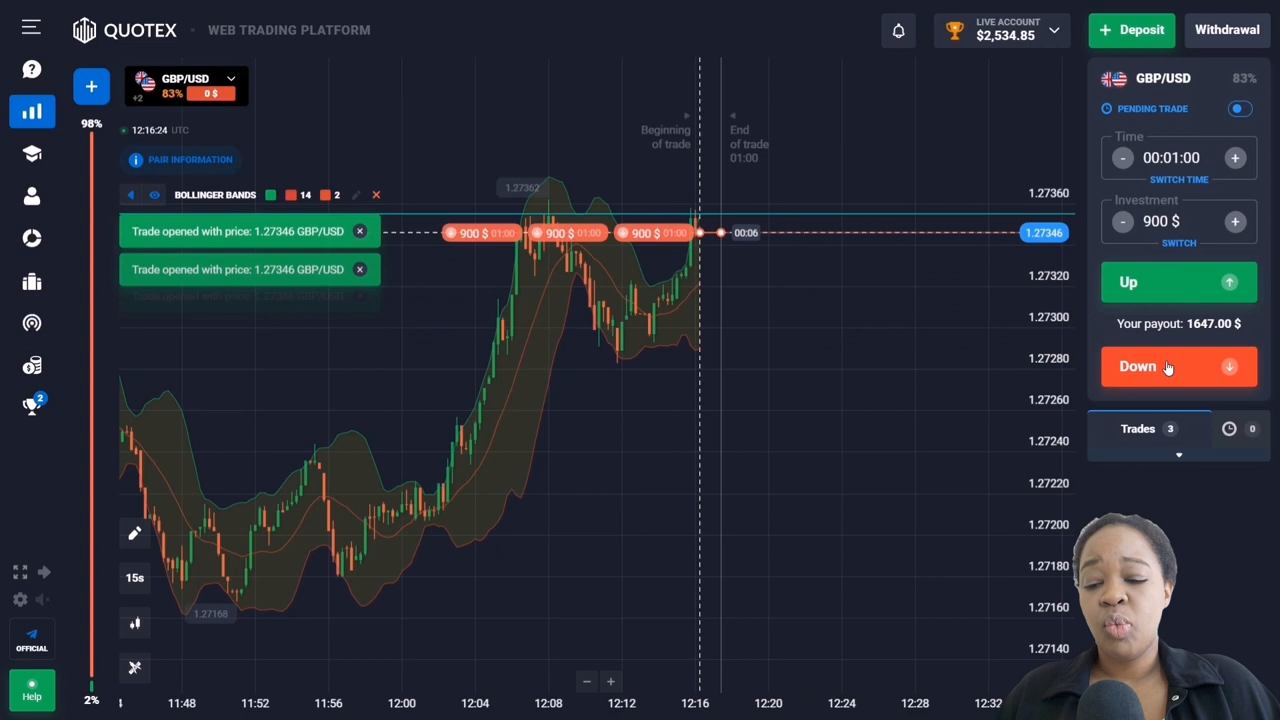 QUOTEX
WEB TRADING PLATFORM
LIVE ACCOUNT
$2,534.85
+ Deposit
Withdrawal
GBP/USD
+2
83%
0 $
98%
12:16:24 UTC
PAIR INFORMATION
BOLLINGER BANDS 14 2
Trade opened with price: 1.27346 GBP/USD
Trade opened with price: 1.27346 GBP/USD
1.27362
Beginning
of trade
End
of trade
01:00
900 $ 01:00
900 $ 01:00
900 $ 01:00
00:06
1.27360
1.27346
1.27320
1.27300
1.27280
1.27260
1.27240
1.27220
1.27200
1.27180
1.27160
1.27140
1.27168
15s
2
OFFICIAL
Help
2%
11:48
11:52
11:56
12:00
12:04
12:08
12:12
12:16
12:20
12:24
12:28
12:32
GBP/USD 83%
PENDING TRADE
Time
- 00:01:00 +
SWITCH TIME
Investment
- 900 $ +
SWITCH
Up
Your payout: 1647.00 $
Down
Trades 3
0